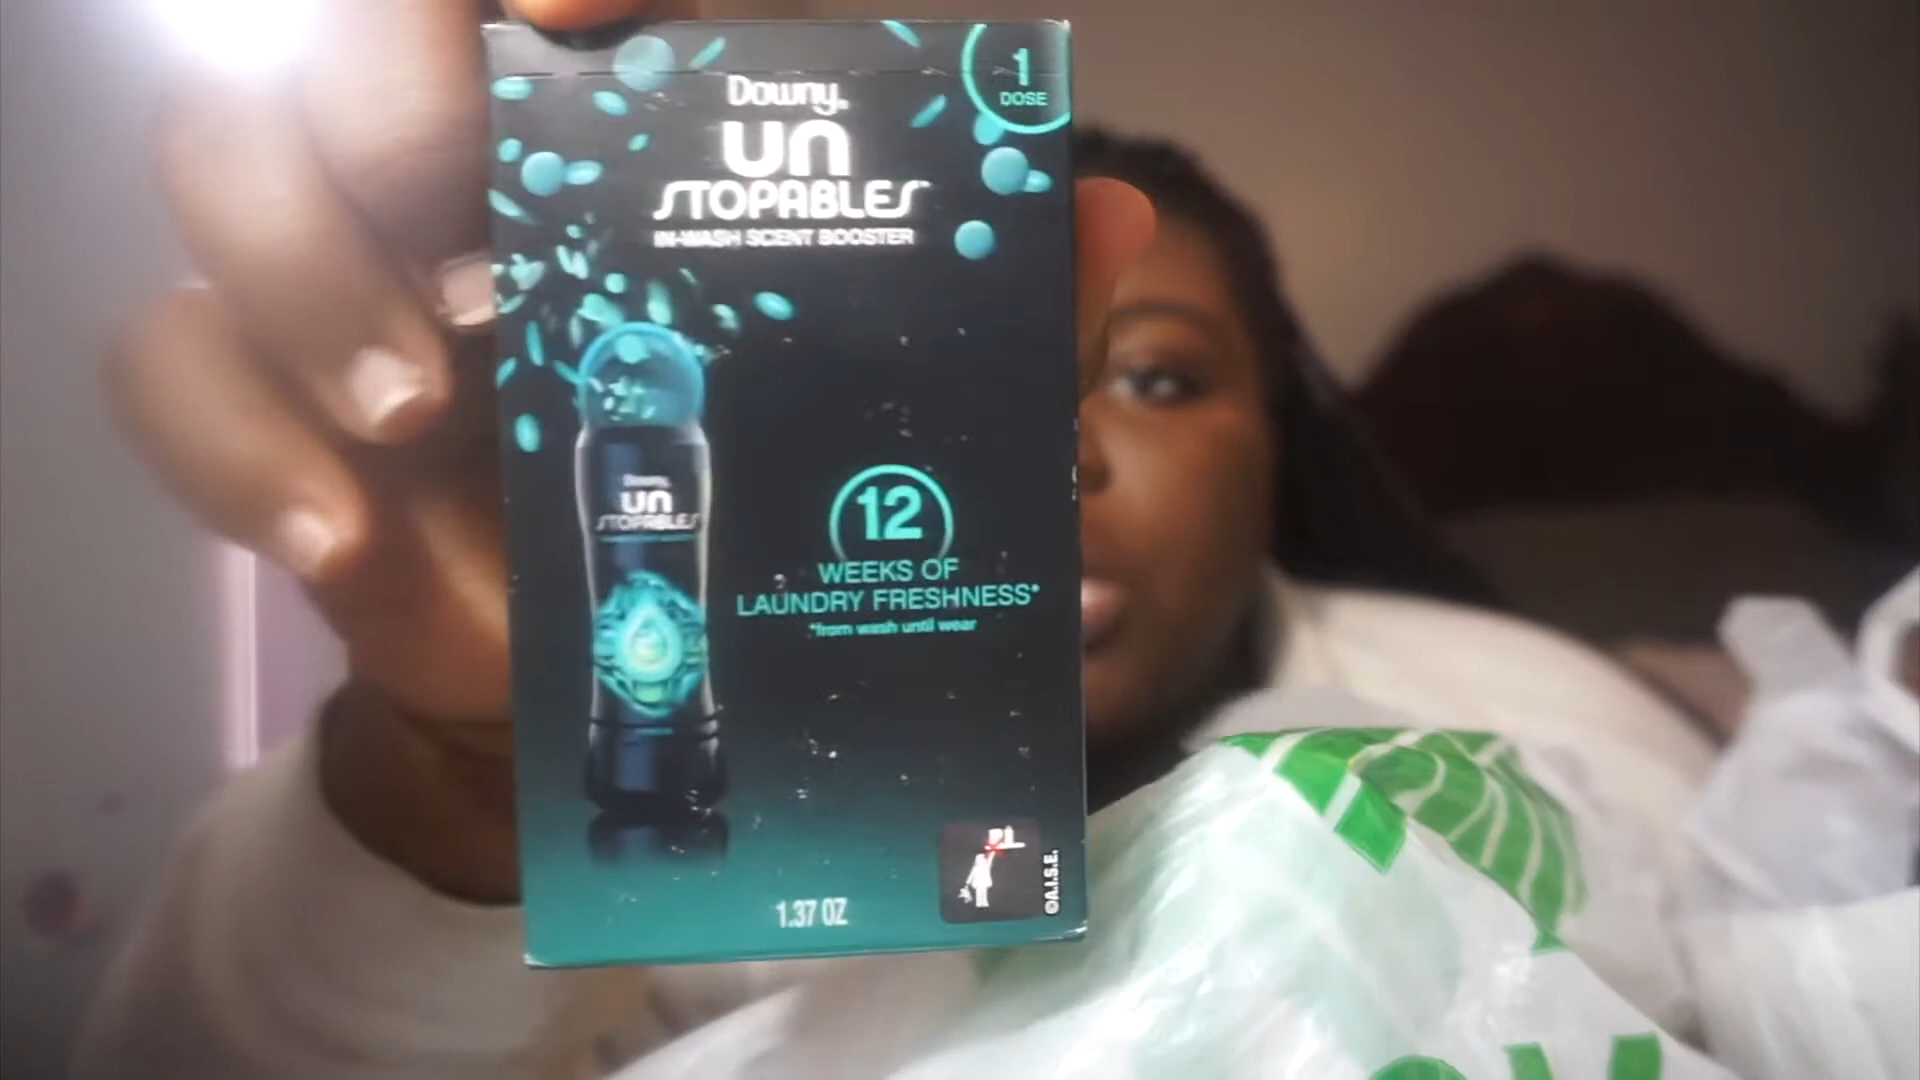 1
DOSE
Downy
un
STOPABLES
IN-WASH SCENT BOOSTER
Downy
un
STOPABLES
12
WEEKS OF
LAUNDRY FRESHNESS*
*from wash until wear
1.37 OZ
©A.I.S.E.